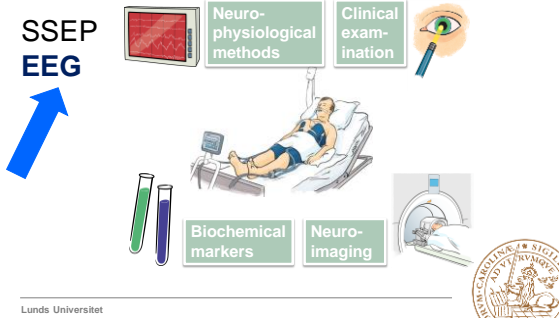 SSEP
EEG
Neuro-
physiological
methods
Clinical
exam-
ination
Biochemical
markers
Neuro-
imaging
Lunds Universitet